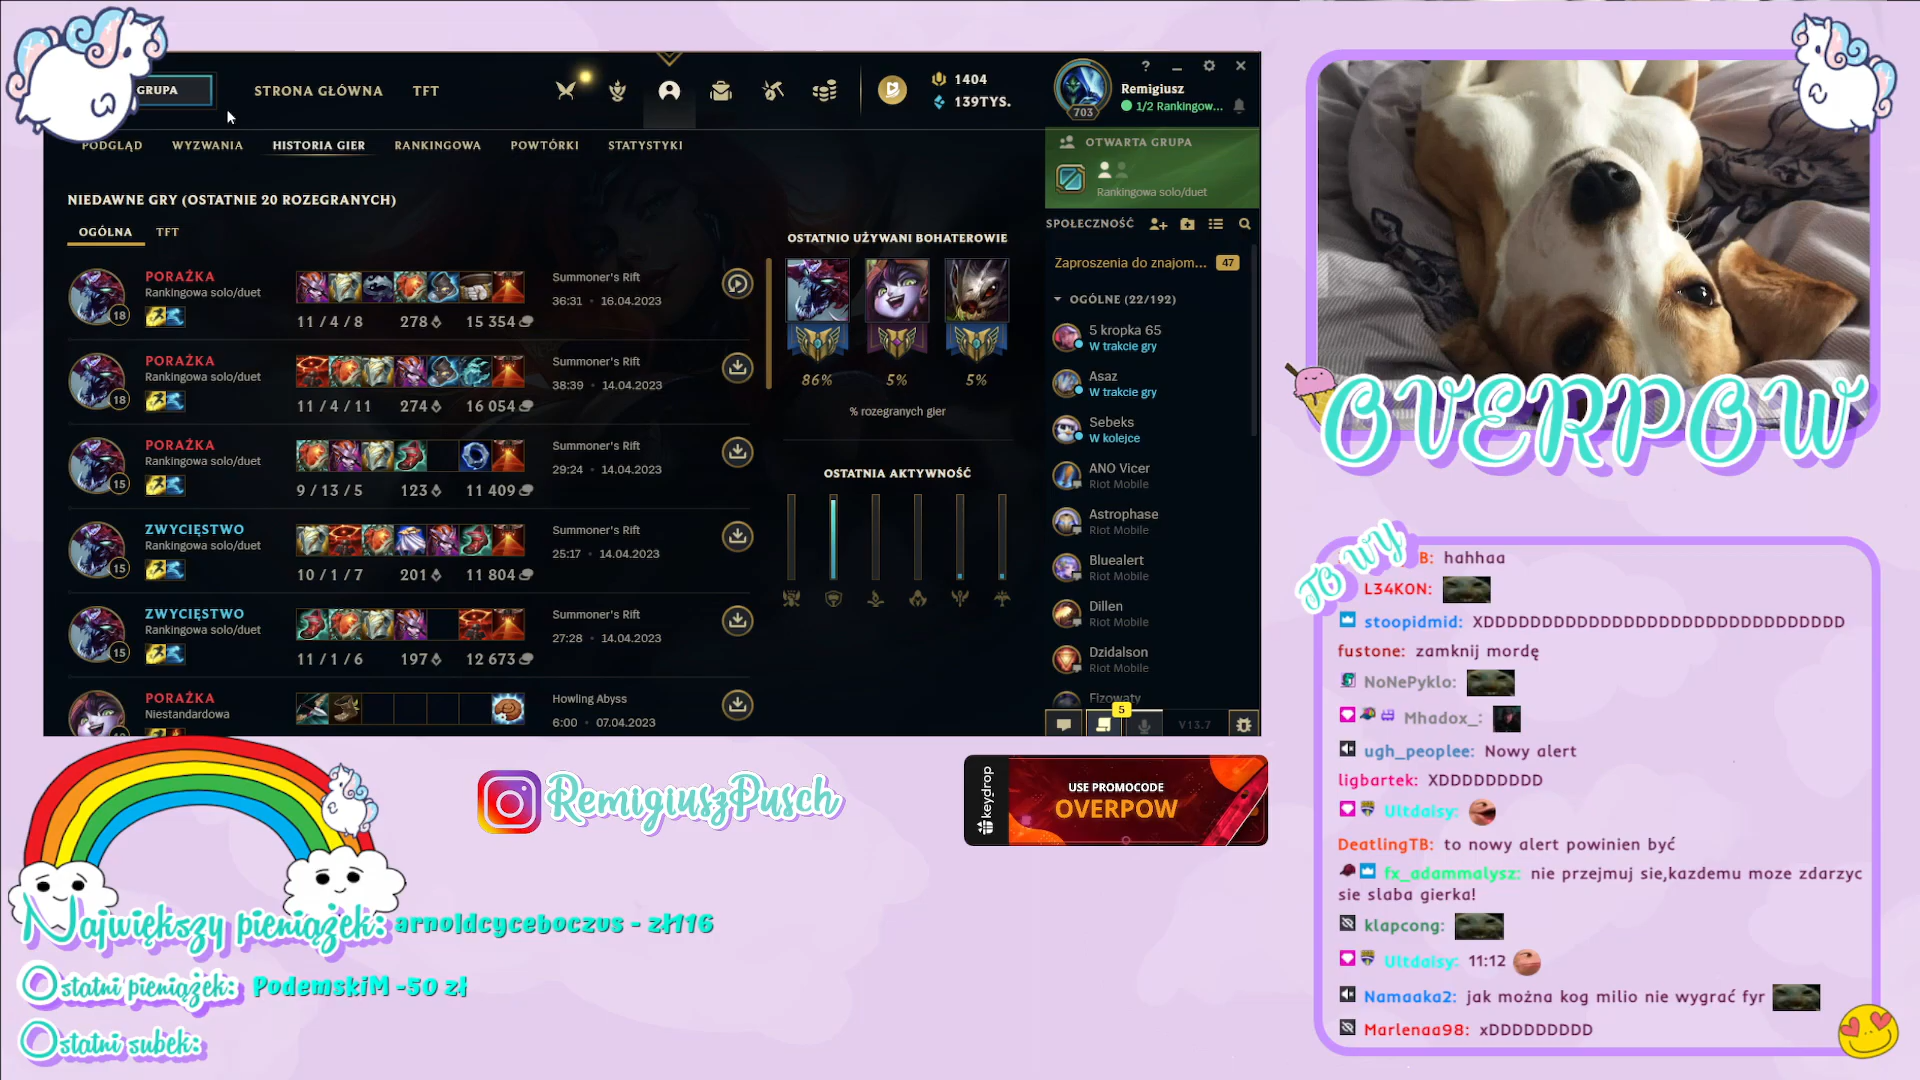 GRUPA
STRONA GŁÓWNA
TFT
1404
139TYS.
703
Remigiusz
1/2 Rankingow...
PODGLĄD
WYZWANIA
HISTORIA GIER
RANKINGOWA
POWTÓRKI
STATYSTYKI
NIEDAWNE GRY (OSTATNIE 20 ROZEGRANYCH)
OGÓLNA
TFT
18
PORAŻKA
Rankingowa solo/duet
11 / 4 / 8
278
15 354
Summoner's Rift
36:31 • 16.04.2023
18
PORAŻKA
Rankingowa solo/duet
11 / 4 / 11
274
16 054
Summoner's Rift
38:39 • 14.04.2023
15
PORAŻKA
Rankingowa solo/duet
9 / 13 / 5
123
11 409
Summoner's Rift
29:24 • 14.04.2023
15
ZWYCIĘSTWO
Rankingowa solo/duet
10 / 1 / 7
201
11 804
Summoner's Rift
25:17 • 14.04.2023
15
ZWYCIĘSTWO
Rankingowa solo/duet
11 / 1 / 6
197
12 673
Summoner's Rift
27:28 • 14.04.2023
PORAŻKA
Niestandardowa
Howling Abyss
6:00 • 07.04.2023
OSTATNIO UŻYWANI BOHATEROWIE
86%
5%
5%
% rozegranych gier
OSTATNIA AKTYWNOŚĆ
OTWARTA GRUPA
Rankingowa solo/duet
SPOŁECZNOŚĆ
Zaproszenia do znajom...
47
OGÓLNE (22/192)
5 kropka 65
W trakcie gry
Asaz
W trakcie gry
Sebeks
W kolejce
ANO Vicer
Riot Mobile
Astrophase
Riot Mobile
Bluealert
Riot Mobile
Dillen
Riot Mobile
Dzidalson
Riot Mobile
Fizowaty
5
V13.7
OVERPOW
TO WY
B: hahhaa
L34KON:
stoopidmid: XDDDDDDDDDDDDDDDDDDDDDDDDDDDDDDD
fustone: zamknij mordę
NoNePyklo:
Mhadox_:
ugh_peoplee: Nowy alert
ligbartek: XDDDDDDDDD
Ultdaisy:
DeatlingTB: to nowy alert powinien być
fx_adammalysz: nie przejmuj sie,kazdemu moze zdarzyc
sie slaba gierka!
klapcong:
Ultdaisy: 11:12
Namaaka2: jak można kog milio nie wygrać fyr
Marlenaa98: xDDDDDDDDD
RemigiuszPusch
keydrop
USE PROMOCODE
OVERPOW
Największy pieniążek: arnoldcyceboczus - zł116
Ostatni pieniążek: PodemskiM -50 zł
Ostatni subek: